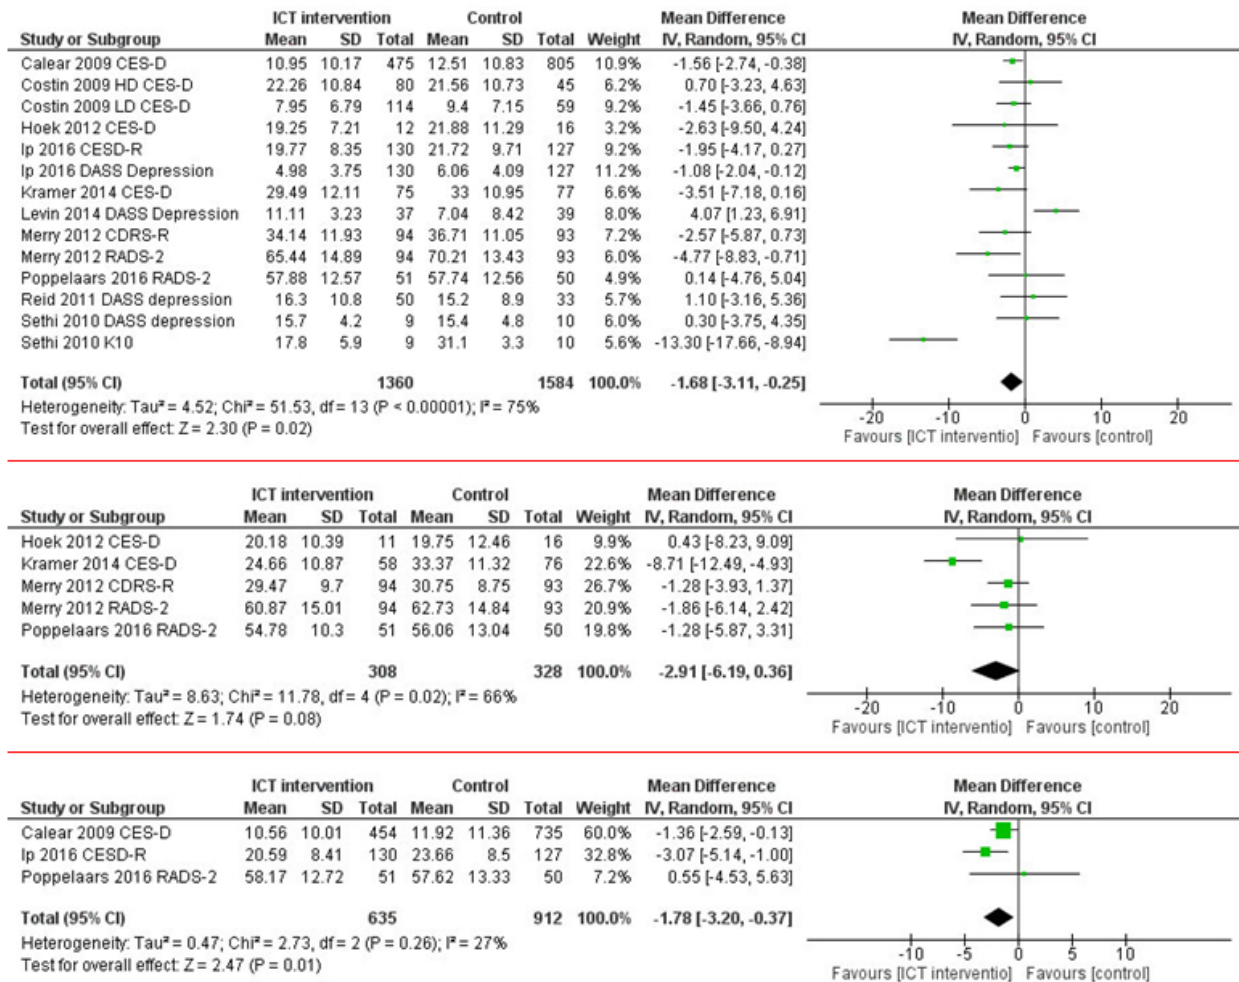 ICT intervention Control Mean Difference Mean Difference
Study or Subgroup Mean SD Total Mean SD Total Weight IV, Random, 95% CI IV, Random, 95% CI
Calear 2009 CES-D 10.95 10.17 475 12.51 10.83 805 10.9% -1.56 [-2.74, -0.38]
Costin 2009 HD CES-D 22.26 10.84 80 21.56 10.73 45 6.2% 0.70 [-3.23, 4.63]
Costin 2009 LD CES-D 7.95 6.79 114 9.4 7.15 59 9.2% -1.45 [-3.66, 0.76]
Hoek 2012 CES-D 19.25 7.21 12 21.88 11.29 16 3.2% -2.63 [-9.50, 4.24]
Ip 2016 CESD-R 19.77 8.35 130 21.72 9.71 127 9.2% -1.95 [-4.17, 0.27]
Ip 2016 DASS Depression 4.98 3.75 130 6.06 4.09 127 11.2% -1.08 [-2.04, -0.12]
Kramer 2014 CES-D 29.49 12.11 75 33 10.95 77 6.6% -3.51 [-7.18, 0.16]
Levin 2014 DASS Depression 11.11 3.23 37 7.04 8.42 39 8.0% 4.07 [1.23, 6.91]
Merry 2012 CDRS-R 34.14 11.93 94 36.71 11.05 93 7.2% -2.57 [-5.87, 0.73]
Merry 2012 RADS-2 65.44 14.89 94 70.21 13.43 93 6.0% -4.77 [-8.83, -0.71]
Poppelaars 2016 RADS-2 57.88 12.57 51 57.74 12.56 50 4.9% 0.14 [-4.76, 5.04]
Reid 2011 DASS depression 16.3 10.8 50 15.2 8.9 33 5.7% 1.10 [-3.16, 5.36]
Sethi 2010 DASS depression 15.7 4.2 9 15.4 4.8 10 6.0% 0.30 [-3.75, 4.35]
Sethi 2010 K10 17.8 5.9 9 31.1 3.3 10 5.6% -13.30 [-17.66, -8.94]
Total (95% CI) 1360 1584 100.0% -1.68 [-3.11, -0.25]
Heterogeneity: Tau² = 4.52; Chi² = 51.53, df = 13 (P < 0.00001); I² = 75%
Test for overall effect: Z = 2.30 (P = 0.02)
-20 -10 0 10 20
Favours [ICT interventio] Favours [control]
ICT intervention Control Mean Difference Mean Difference
Study or Subgroup Mean SD Total Mean SD Total Weight IV, Random, 95% CI IV, Random, 95% CI
Hoek 2012 CES-D 20.18 10.39 11 19.75 12.46 16 9.9% 0.43 [-8.23, 9.09]
Kramer 2014 CES-D 24.66 10.87 58 33.37 11.32 76 22.6% -8.71 [-12.49, -4.93]
Merry 2012 CDRS-R 29.47 9.7 94 30.75 8.75 93 26.7% -1.28 [-3.93, 1.37]
Merry 2012 RADS-2 60.87 15.01 94 62.73 14.84 93 20.9% -1.86 [-6.14, 2.42]
Poppelaars 2016 RADS-2 54.78 10.3 51 56.06 13.04 50 19.8% -1.28 [-5.87, 3.31]
Total (95% CI) 308 328 100.0% -2.91 [-6.19, 0.36]
Heterogeneity: Tau² = 8.63; Chi² = 11.78, df = 4 (P = 0.02); I² = 66%
Test for overall effect: Z = 1.74 (P = 0.08)
-20 -10 0 10 20
Favours [ICT interventio] Favours [control]
ICT intervention Control Mean Difference Mean Difference
Study or Subgroup Mean SD Total Mean SD Total Weight IV, Random, 95% CI IV, Random, 95% CI
Calear 2009 CES-D 10.56 10.01 454 11.92 11.36 735 60.0% -1.36 [-2.59, -0.13]
Ip 2016 CESD-R 20.59 8.41 130 23.66 8.5 127 32.8% -3.07 [-5.14, -1.00]
Poppelaars 2016 RADS-2 58.17 12.72 51 57.62 13.33 50 7.2% 0.55 [-4.53, 5.63]
Total (95% CI) 635 912 100.0% -1.78 [-3.20, -0.37]
Heterogeneity: Tau² = 0.47; Chi² = 2.73, df = 2 (P = 0.26); I² = 27%
Test for overall effect: Z = 2.47 (P = 0.01)
-10 -5 0 5 10
Favours [ICT interventio] Favours [control]